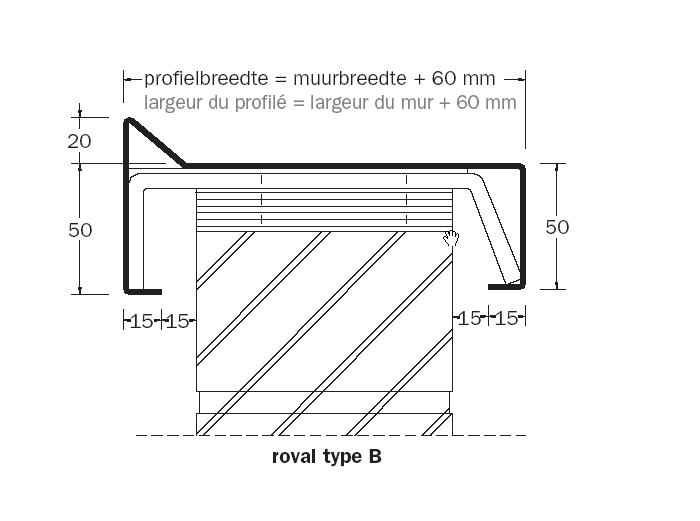 profielbreedte = muurbreedte + 60 mm
largeur du profilé = largeur du mur + 60 mm
20
50
50
15 15
15 15
roval type B